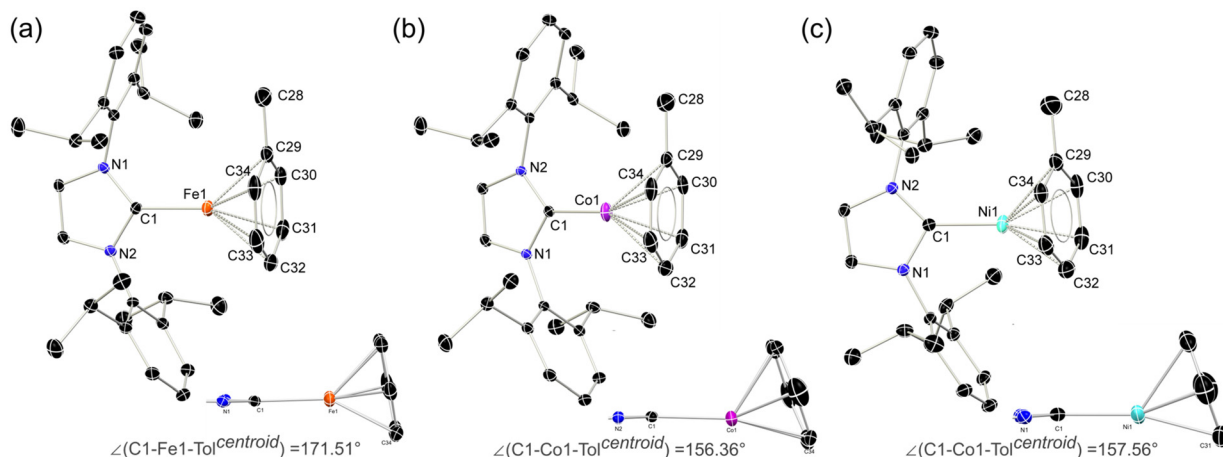 (a)
C28
C29
C34
C30
N1
Fe1
C1
C31
C33
C32
N2
N1
C1
Fe1
C34
∠(C1-Fe1-Tol^centroid) =171.51°
(b)
C28
C29
C34
C30
N2
Co1
C1
C31
C33
C32
N1
N2
C1
Co1
C34
∠(C1-Co1-Tol^centroid) =156.36°
(c)
C28
C29
C34
C30
N2
Ni1
C1
C31
C33
C32
N1
N1
C1
Ni1
C31
∠(C1-Co1-Tol^centroid) =157.56°